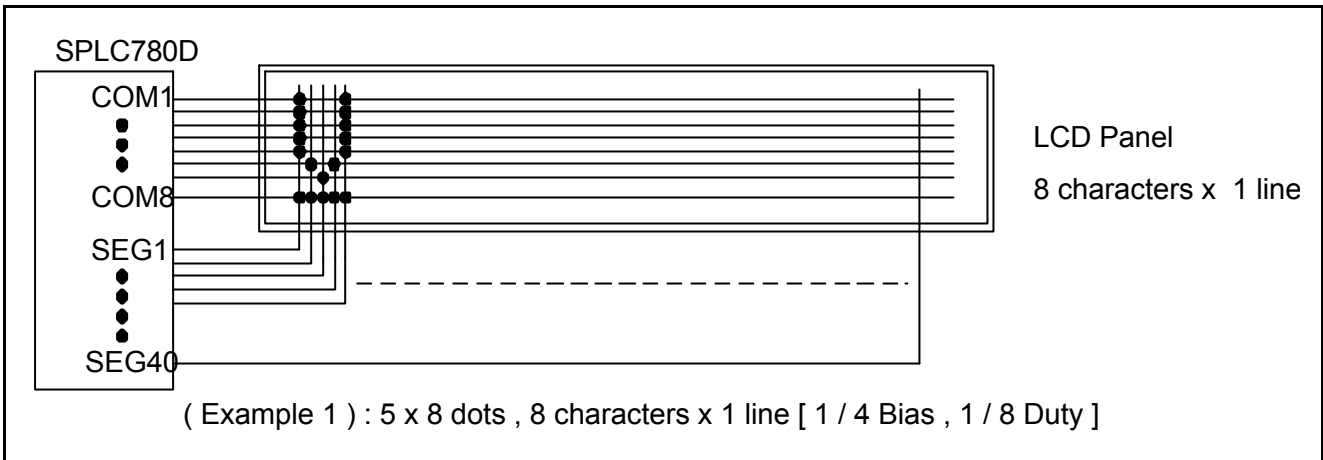 SPLC780D
COM1
COM8
SEG1
SEG40
LCD Panel
8 characters x 1 line
( Example 1 ) : 5 x 8 dots , 8 characters x 1 line [ 1 / 4 Bias , 1 / 8 Duty ]